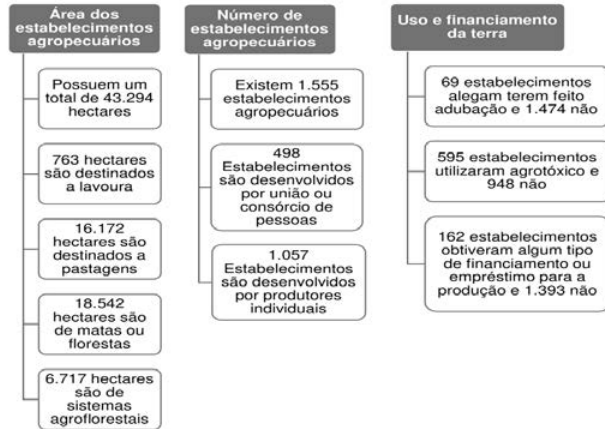 Área dos
estabelecimentos
agropecuários
Possuem um
total de 43.294
hectares
763 hectares
são destinados
a lavoura
16.172
hectares são
destinados a
pastagens
18.542
hectares são
de matas ou
florestas
6.717 hectares
são de
sistemas
agroflorestais
Número de
estabelecimentos
agropecuários
Existem 1.555
estabelecimentos
agropecuários
498
Estabelecimentos
são desenvolvidos
por união ou
consórcio de
pessoas
1.057
Estabelecimentos
são desenvolvidos
por produtores
individuais
Uso e financiamento
da terra
69 estabelecimentos
alegam terem feito
adubação e 1.474 não
595 estabelecimentos
utilizaram agrotóxico e
948 não
162 estabelecimentos
obtiveram algum tipo
de financiamento ou
empréstimo para a
produção e 1.393 não